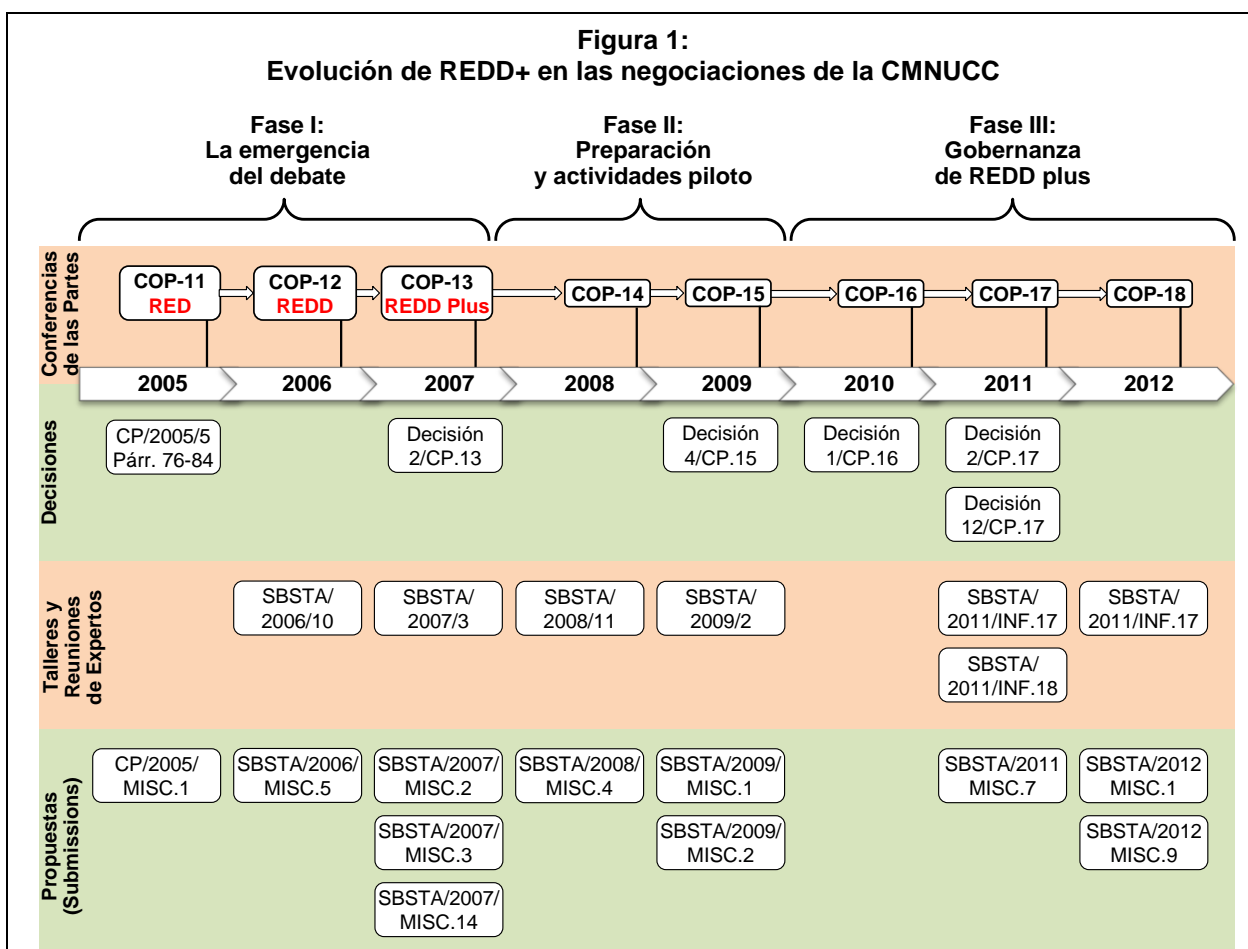 Figura 1:
Evolución de REDD+ en las negociaciones de la CMNUCC
Fase I:
La emergencia
del debate
Fase II:
Preparación
y actividades piloto
Fase III:
Gobernanza
de REDD plus
Conferencias
de las Partes
COP-11
RED
COP-12
REDD
COP-13
REDD Plus
COP-14
COP-15
COP-16
COP-17
COP-18
2005
2006
2007
2008
2009
2010
2011
2012
Decisiones
CP/2005/5
Párr. 76-84
Decisión
2/CP.13
Decisión
4/CP.15
Decisión
1/CP.16
Decisión
2/CP.17
Decisión
12/CP.17
Talleres y
Reuniones
de Expertos
SBSTA/
2006/10
SBSTA/
2007/3
SBSTA/
2008/11
SBSTA/
2009/2
SBSTA/
2011/INF.17
SBSTA/
2011/INF.17
SBSTA/
2011/INF.18
Propuestas
(Submissions)
CP/2005/
MISC.1
SBSTA/2006/
MISC.5
SBSTA/2007/
MISC.2
SBSTA/2008/
MISC.4
SBSTA/2009/
MISC.1
SBSTA/2011
MISC.7
SBSTA/2012
MISC.1
SBSTA/2007/
MISC.3
SBSTA/2009/
MISC.2
SBSTA/2012
MISC.9
SBSTA/2007/
MISC.14